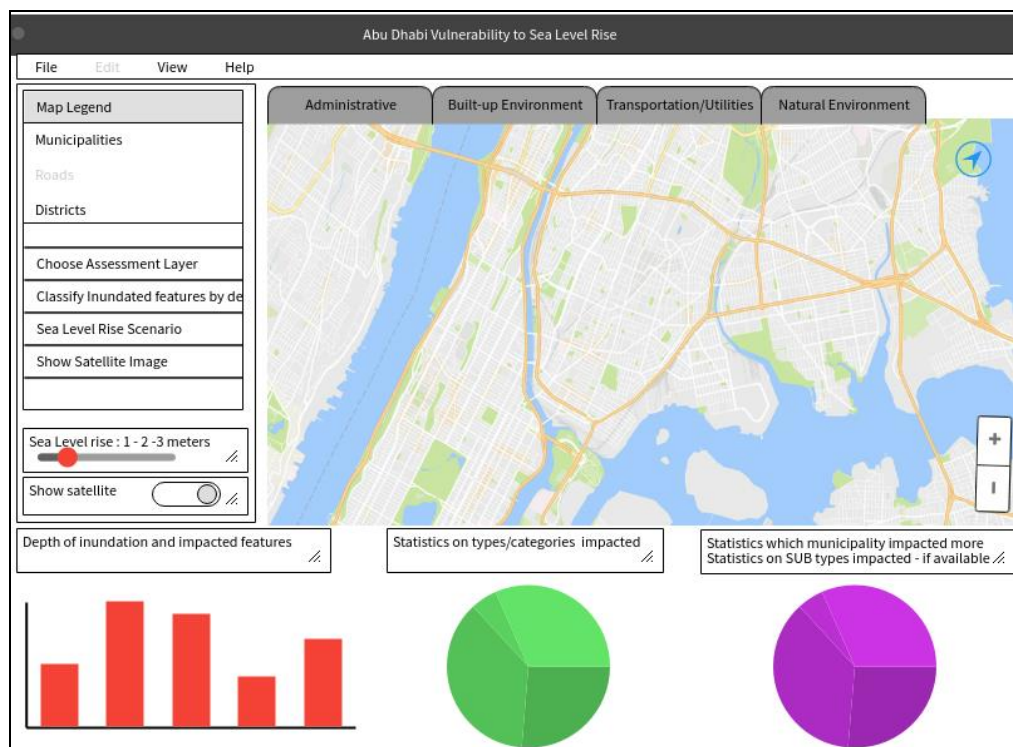 Abu Dhabi Vulnerability to Sea Level Rise
File Edit View Help
Map Legend
Municipalities
Roads
Districts
Choose Assessment Layer
Classify Inundated features by de
Sea Level Rise Scenario
Show Satellite Image
Sea Level rise : 1 - 2 -3 meters
Show satellite
Administrative
Built-up Environment
Transportation/Utilities
Natural Environment
Depth of inundation and impacted features
Statistics on types/categories impacted
Statistics which municipality impacted more
Statistics on SUB types impacted - if available